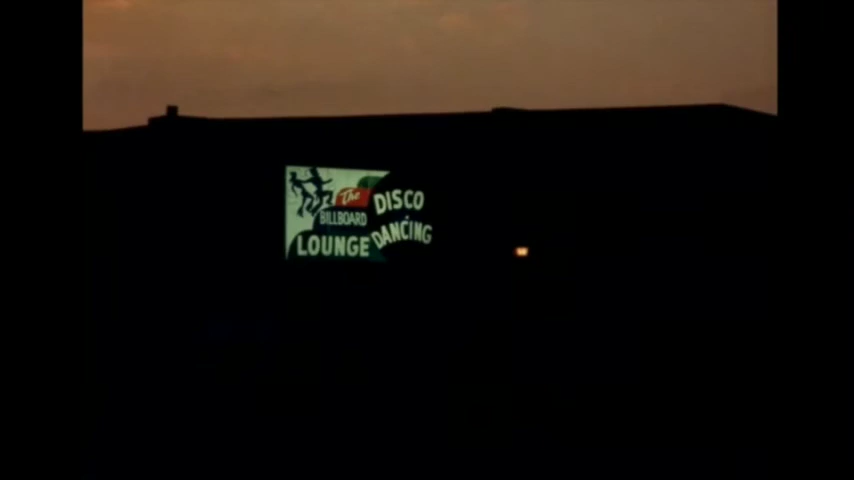 The
BILLBOARD
LOUNGE
DISCO
DANCING